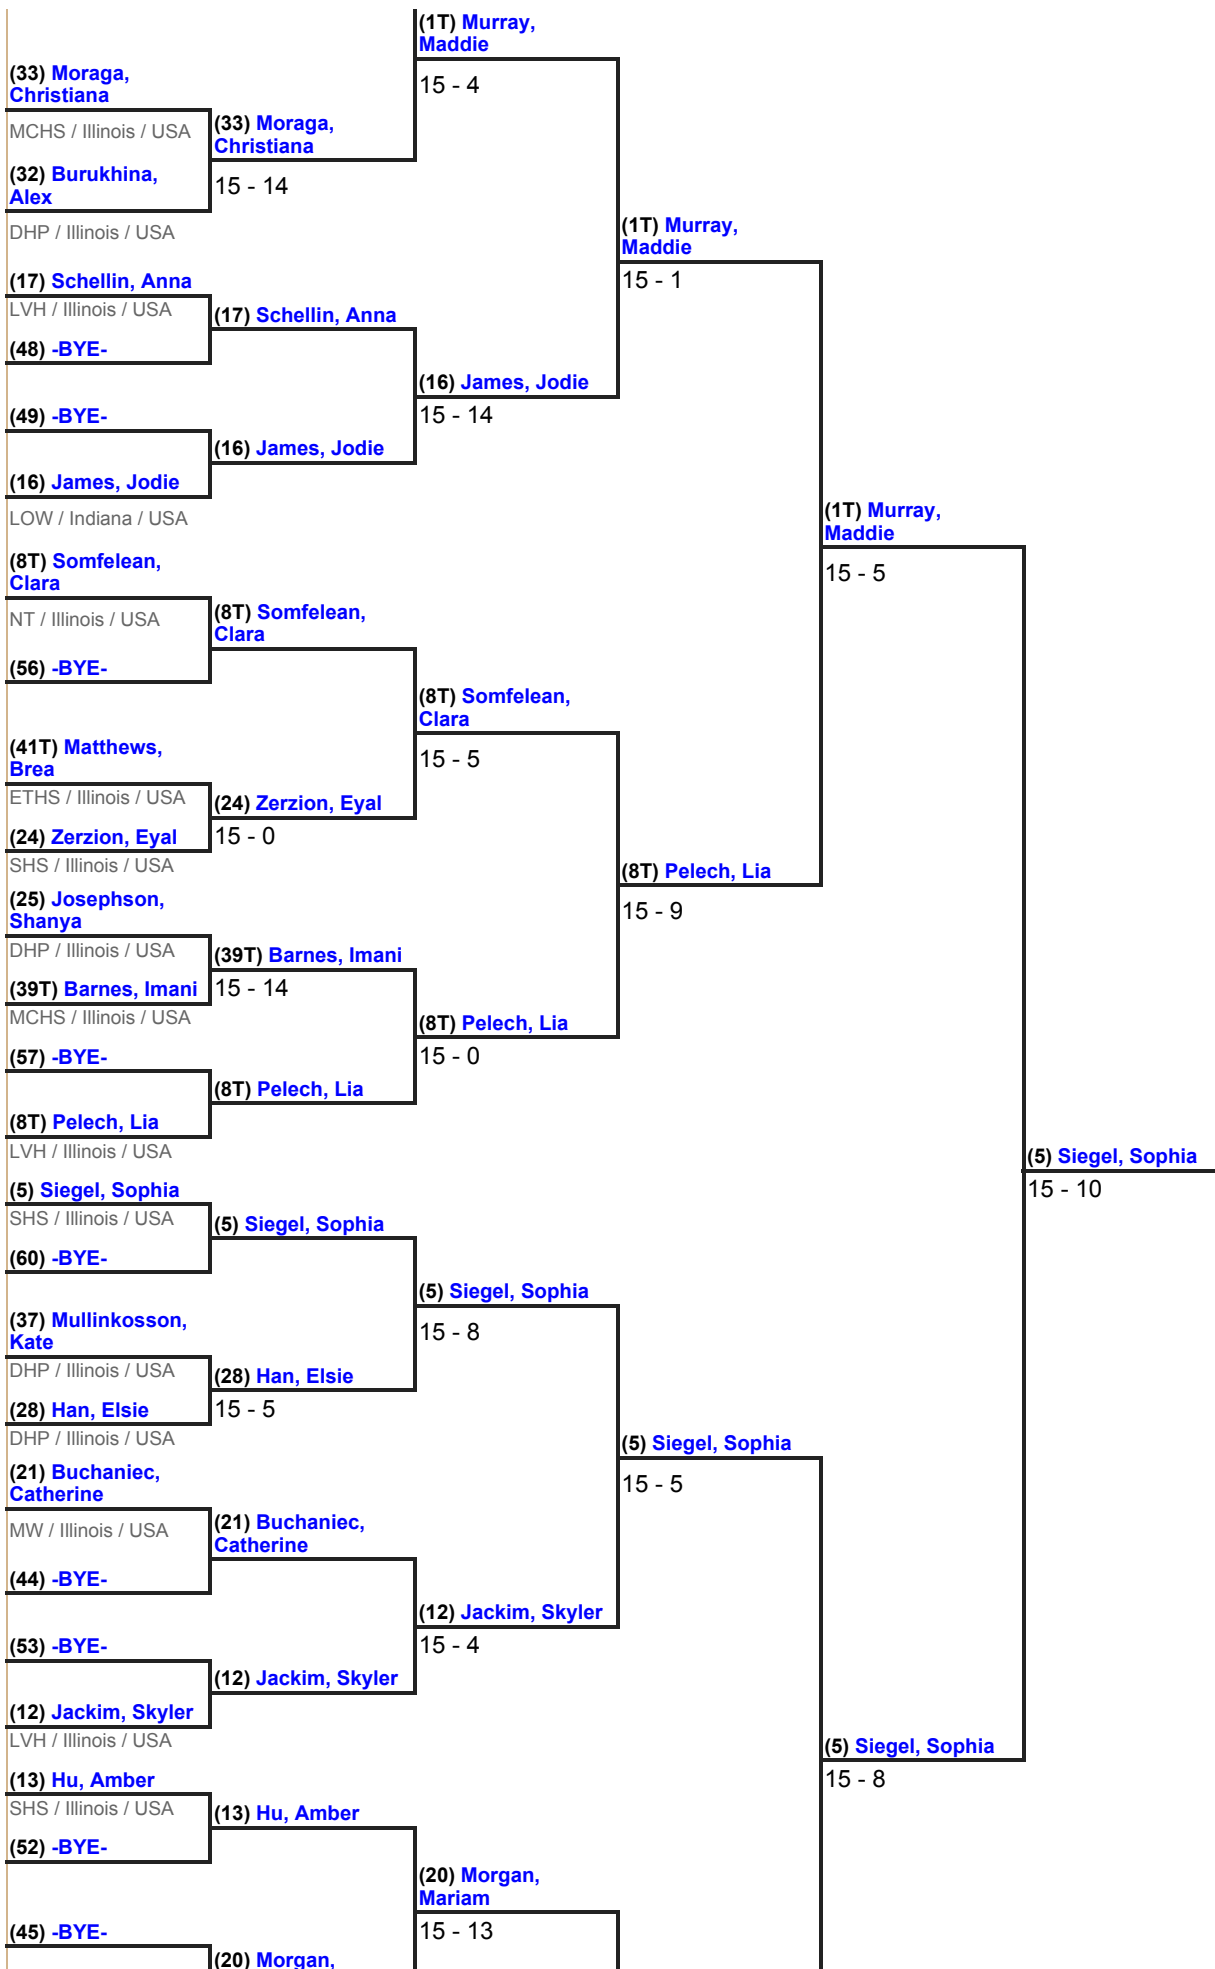 (33) Moraga,
Christiana
MCHS / Illinois / USA
(32) Burukhina,
Alex
DHP / Illinois / USA
(17) Schellin, Anna
LVH / Illinois / USA
(48) -BYE-
(49) -BYE-
(16) James, Jodie
LOW / Indiana / USA
(8T) Somfelean,
Clara
NT / Illinois / USA
(56) -BYE-
(41T) Matthews,
Brea
ETHS / Illinois / USA
(24) Zerzion, Eyal
SHS / Illinois / USA
(25) Josephson,
Shanya
DHP / Illinois / USA
(39T) Barnes, Imani
MCHS / Illinois / USA
(57) -BYE-
(8T) Pelech, Lia
LVH / Illinois / USA
(5) Siegel, Sophia
SHS / Illinois / USA
(60) -BYE-
(37) Mullinkosson,
Kate
DHP / Illinois / USA
(28) Han, Elsie
DHP / Illinois / USA
(21) Buchaniec,
Catherine
MW / Illinois / USA
(44) -BYE-
(53) -BYE-
(12) Jackim, Skyler
LVH / Illinois / USA
(13) Hu, Amber
SHS / Illinois / USA
(52) -BYE-
(45) -BYE-
(33) Moraga,
Christiana
15 - 14
(17) Schellin, Anna
(16) James, Jodie
(8T) Somfelean,
Clara
(24) Zerzion, Eyal
15 - 0
(39T) Barnes, Imani
15 - 14
(8T) Pelech, Lia
(5) Siegel, Sophia
(28) Han, Elsie
15 - 5
(21) Buchaniec,
Catherine
(12) Jackim, Skyler
(13) Hu, Amber
(20) Morgan,
(1T) Murray,
Maddie
15 - 4
(16) James, Jodie
15 - 14
(8T) Somfelean,
Clara
15 - 5
(8T) Pelech, Lia
15 - 0
(5) Siegel, Sophia
15 - 8
(12) Jackim, Skyler
15 - 4
(20) Morgan,
Mariam
15 - 13
(1T) Murray,
Maddie
15 - 1
(8T) Pelech, Lia
15 - 9
(5) Siegel, Sophia
15 - 5
(1T) Murray,
Maddie
15 - 5
(5) Siegel, Sophia
15 - 8
(5) Siegel, Sophia
15 - 10